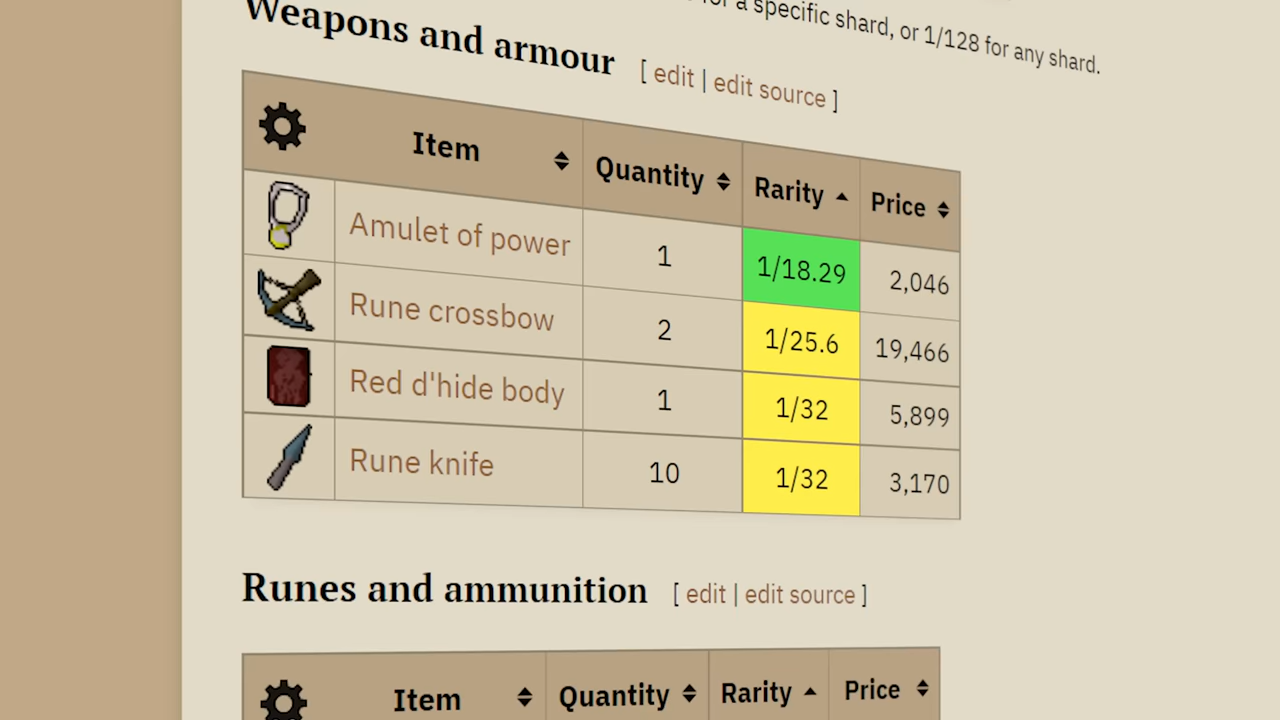 for a specific shard, or 1/128 for any shard.
Weapons and armour [ edit | edit source ]
Item Quantity Rarity Price
Amulet of power 1 1/18.29 2,046
Rune crossbow 2 1/25.6 19,466
Red d'hide body 1 1/32 5,899
Rune knife 10 1/32 3,170
Runes and ammunition [ edit | edit source ]
Item Quantity Rarity Price